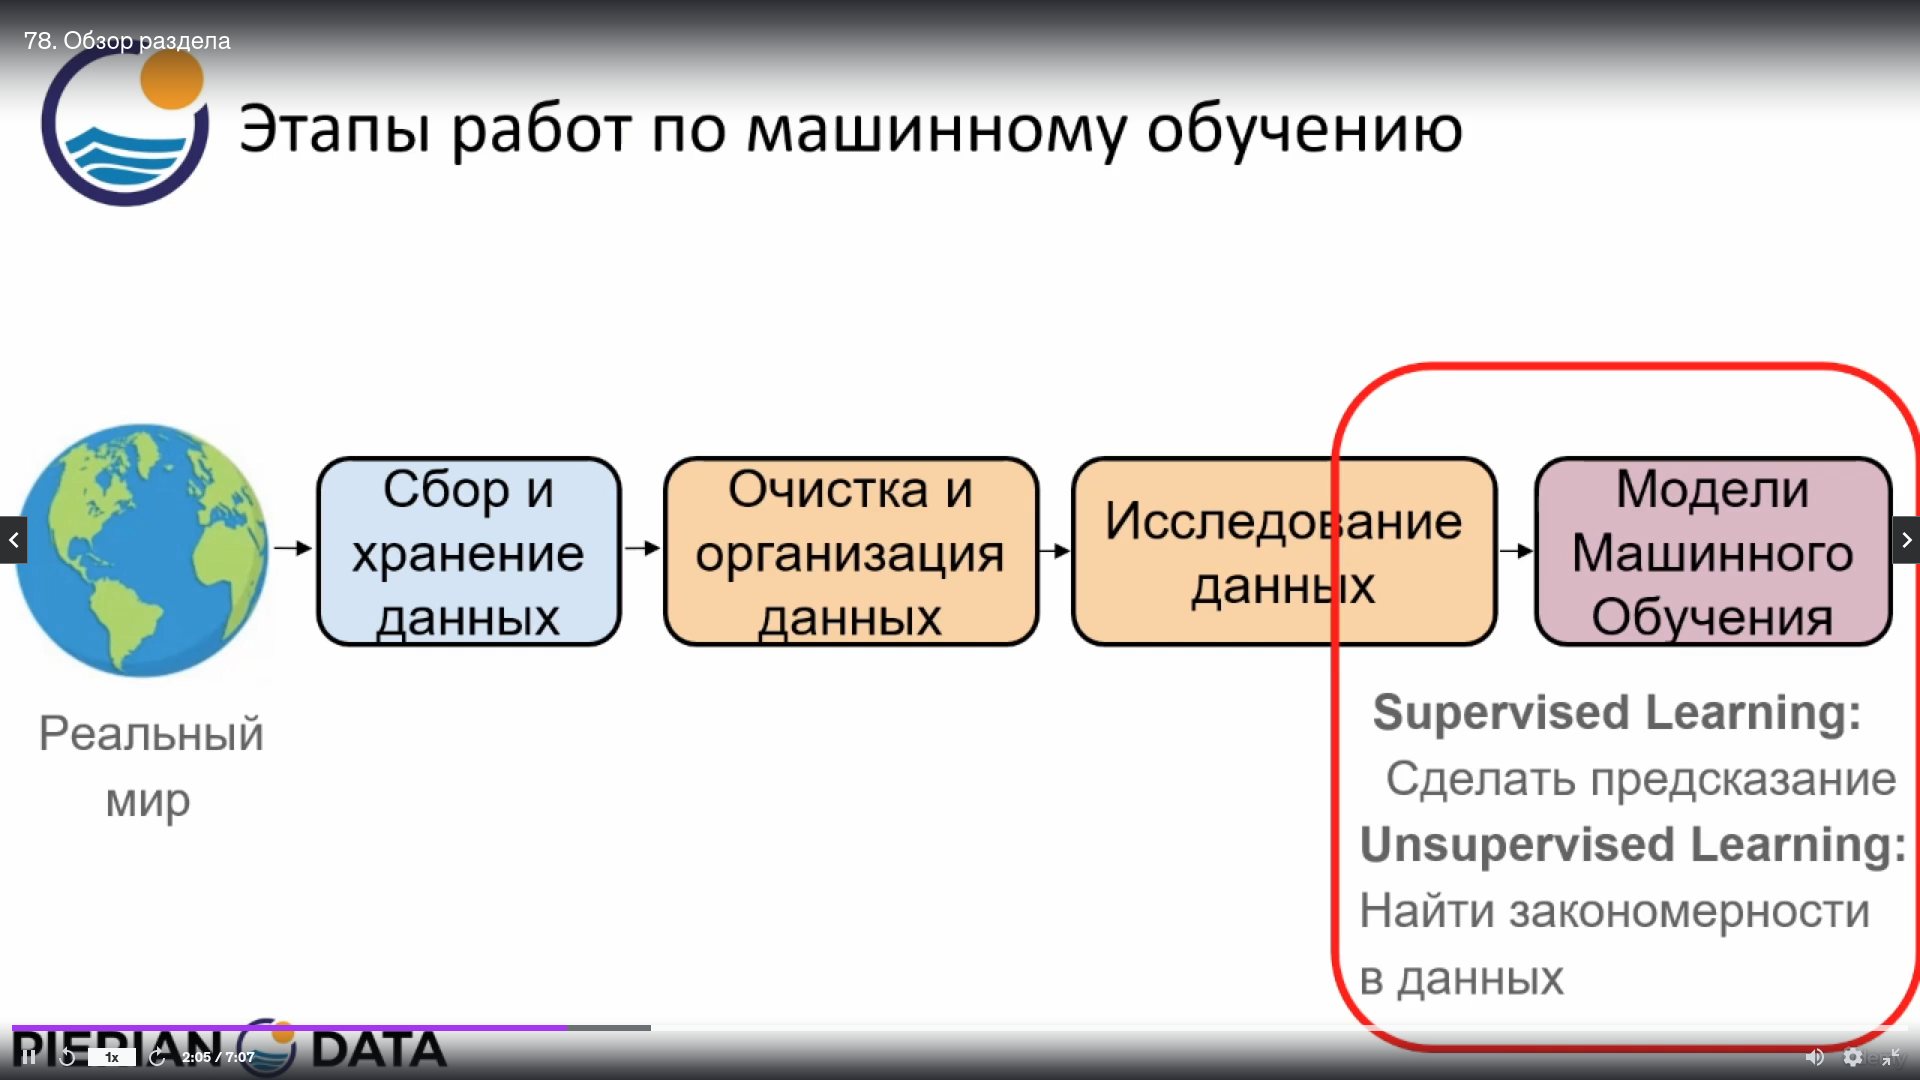 78. Обзор раздела
Этапы работ по машинному обучению
Сбор и
хранение
данных
Очистка и
организация
данных
Исследование
данных
Модели
Машинного
Обучения
Реальный
мир
Supervised Learning:
Сделать предсказание
Unsupervised Learning:
Найти закономерности
в данных
PIERIAN DATA
1x
2:05 / 7:07